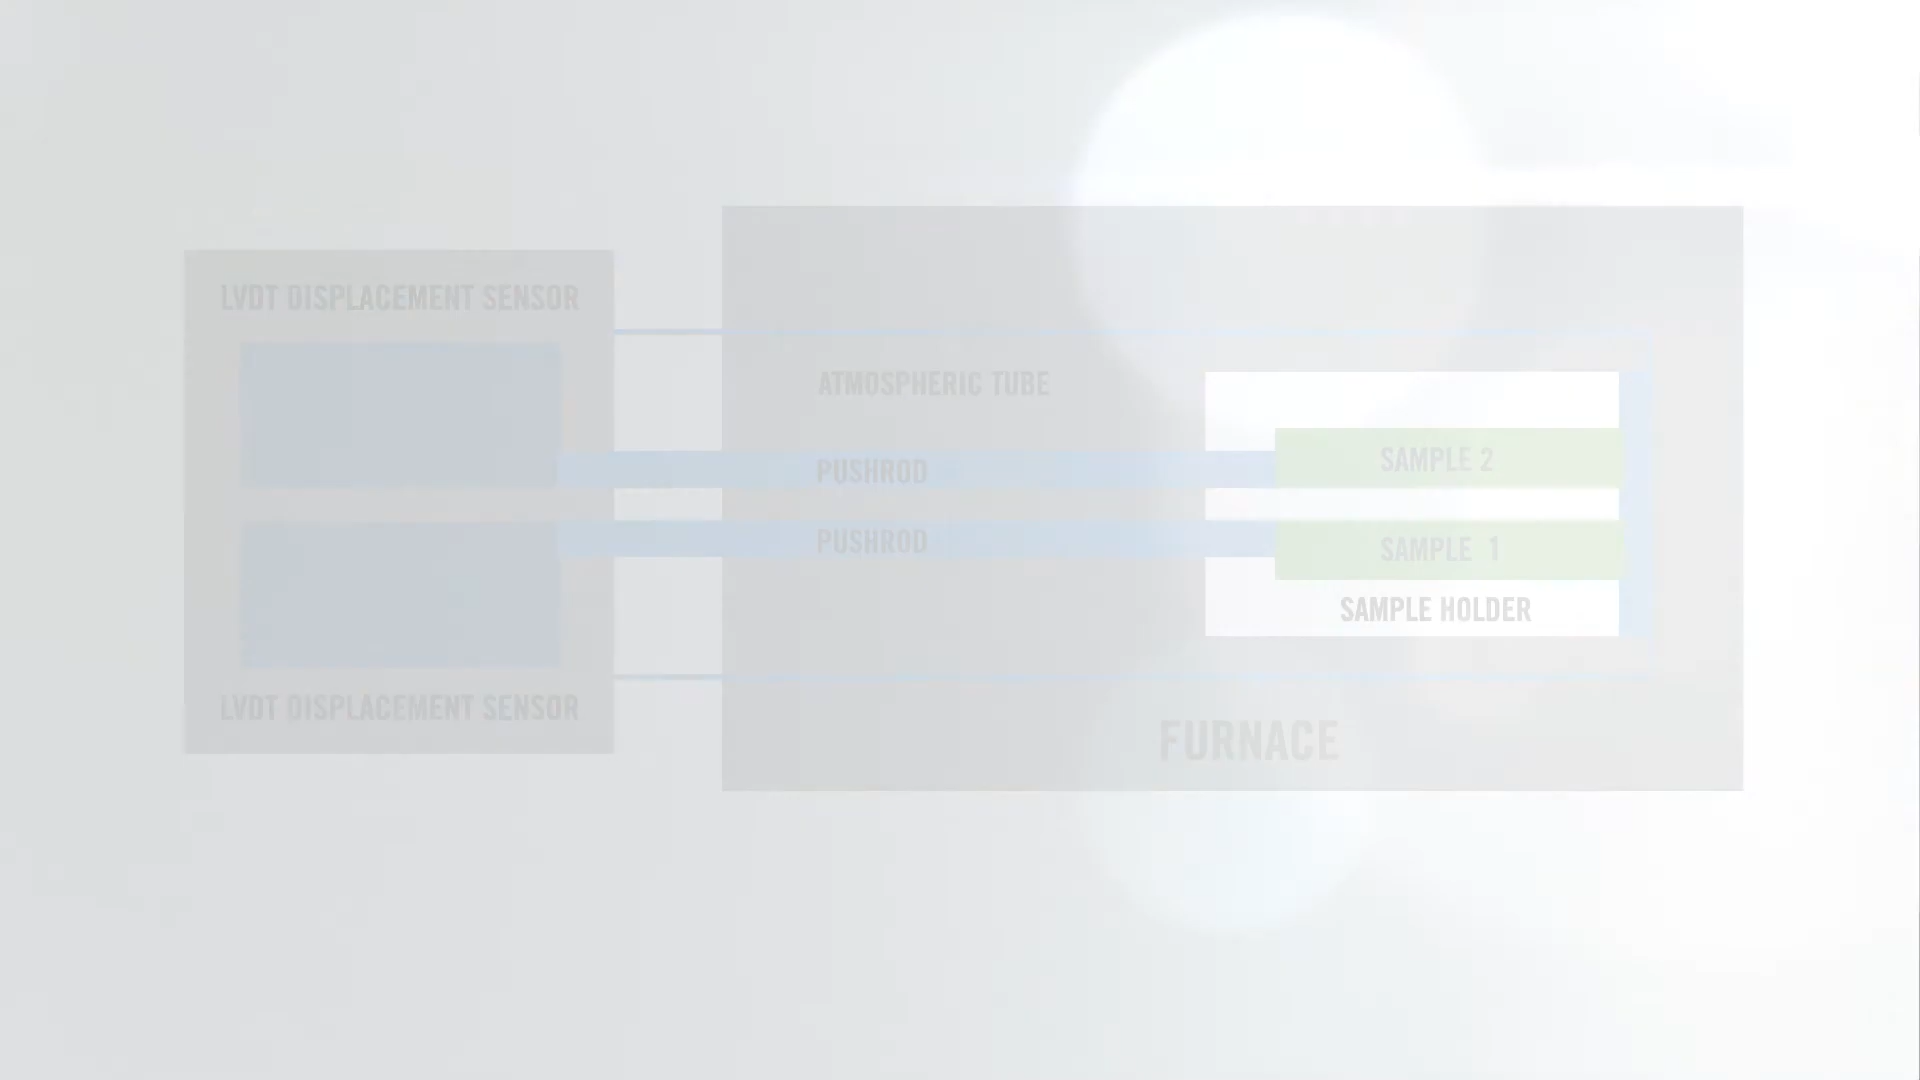 LVDT DISPLACEMENT SENSOR
ATMOSPHERIC TUBE
PUSHROD
SAMPLE 2
PUSHROD
SAMPLE 1
SAMPLE HOLDER
LVDT DISPLACEMENT SENSOR
FURNACE